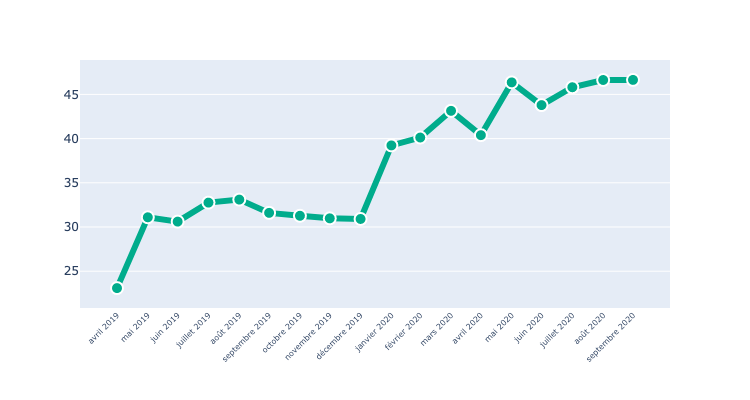 45
40
35
30
25
avril 2019
mai 2019
juin 2019
juillet 2019
août 2019
septembre 2019
octobre 2019
novembre 2019
décembre 2019
janvier 2020
février 2020
mars 2020
avril 2020
mai 2020
juin 2020
juillet 2020
août 2020
septembre 2020